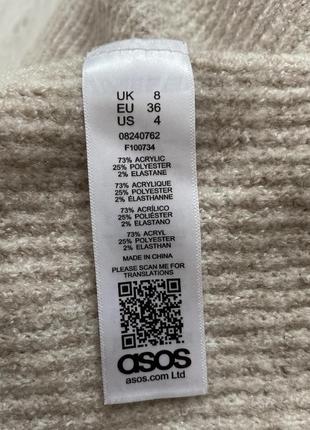 UK 8
EU 36
US 4
08240762
F100734
73% ACRYLIC
25% POLYESTER
2% ELASTANE
73% ACRYLIQUE
25% POLYESTER
2% ÉLASTHANNE
73% ACRÍLICO
25% POLIÉSTER
2% ELASTANO
73% ACRYL
25% POLYESTER
2% ELASTHAN
MADE IN CHINA
PLEASE SCAN ME FOR
TRANSLATIONS
asos
asos.com Ltd